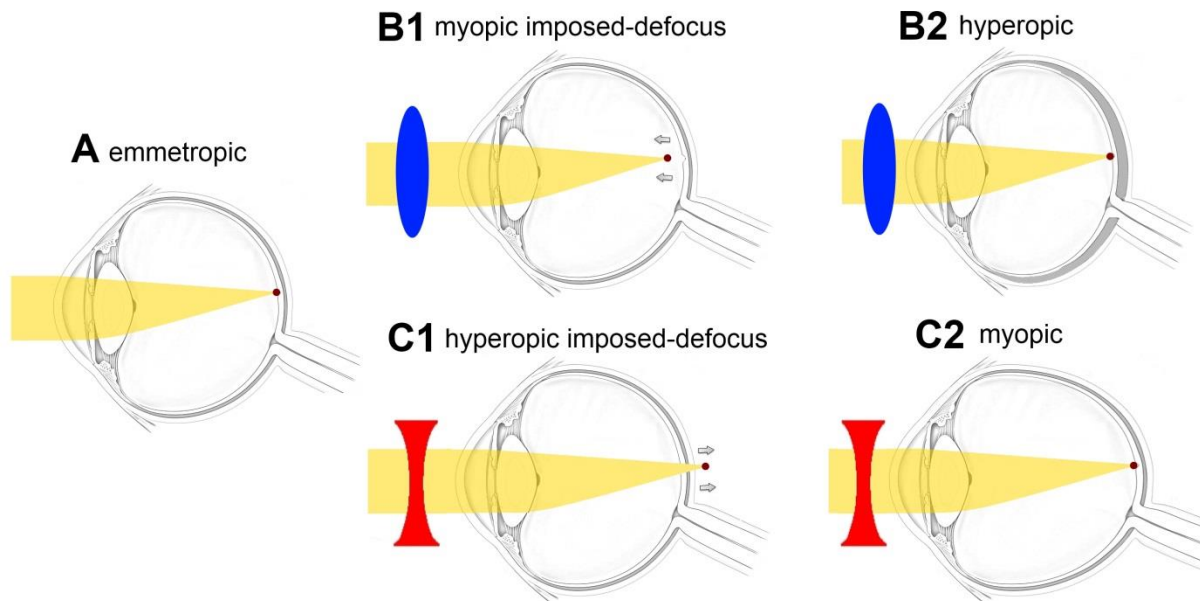 A emmetropic
B1 myopic imposed-defocus
B2 hyperopic
C1 hyperopic imposed-defocus
C2 myopic